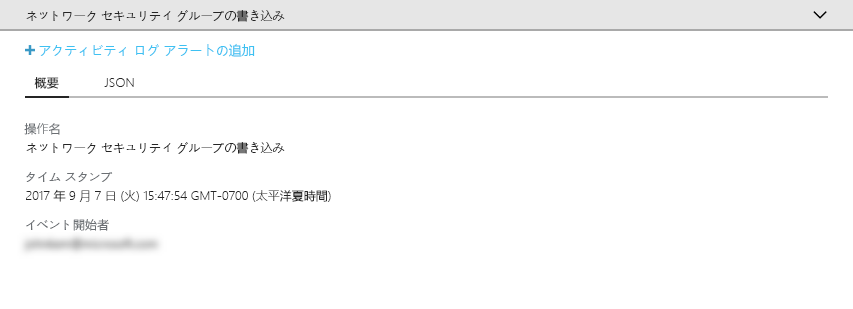 ネットワーク セキュリテイ グループの書き込み
+ アクティビティ ログ アラートの追加
概要 JSON
操作名
ネットワーク セキュリテイ グループの書き込み
タイム スタンプ
2017 年 9 月 7 日 (火) 15:47:54 GMT-0700 (太平洋夏時間)
イベント開始者